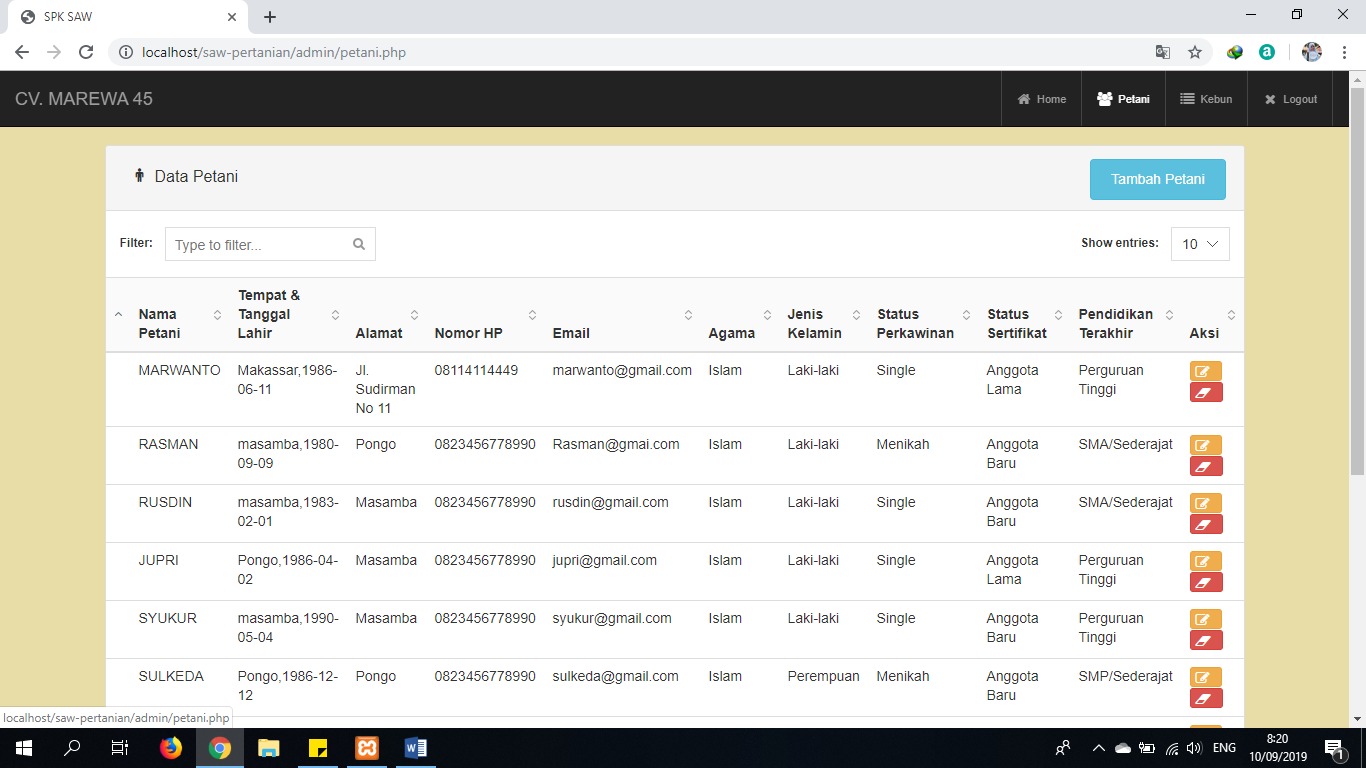 SPK SAW
localhost/saw-pertanian/admin/petani.php
CV. MAREWA 45
Home
Petani
Kebun
Logout
Data Petani
Tambah Petani
Filter:
Type to filter...
Show entries:
10
Nama Petani
Tempat & Tanggal Lahir
Alamat
Nomor HP
Email
Agama
Jenis Kelamin
Status Perkawinan
Status Sertifikat
Pendidikan Terakhir
Aksi
MARWANTO Makassar,1986- Jl. 08114114449 marwanto@gmail.com Islam Laki-laki Single Anggota Perguruan
06-11 Sudirman Lama Tinggi
No 11
RASMAN masamba,1980- Pongo 0823456778990 Rasman@gmai.com Islam Laki-laki Menikah Anggota SMA/Sederajat
09-09 Baru
RUSDIN masamba,1983- Masamba 0823456778990 rusdin@gmail.com Islam Laki-laki Single Anggota SMA/Sederajat
02-01 Baru
JUPRI Pongo,1986-04- Masamba 0823456778990 jupri@gmail.com Islam Laki-laki Single Anggota Perguruan
02 Lama Tinggi
SYUKUR masamba,1990- Masamba 0823456778990 syukur@gmail.com Islam Laki-laki Single Anggota Perguruan
05-04 Baru Tinggi
SULKEDA Pongo,1986-12- Pongo 0823456778990 sulkeda@gmail.com Islam Perempuan Menikah Anggota SMP/Sederajat
12 Baru
localhost/saw-pertanian/admin/petani.php
ENG
8:20
10/09/2019
1